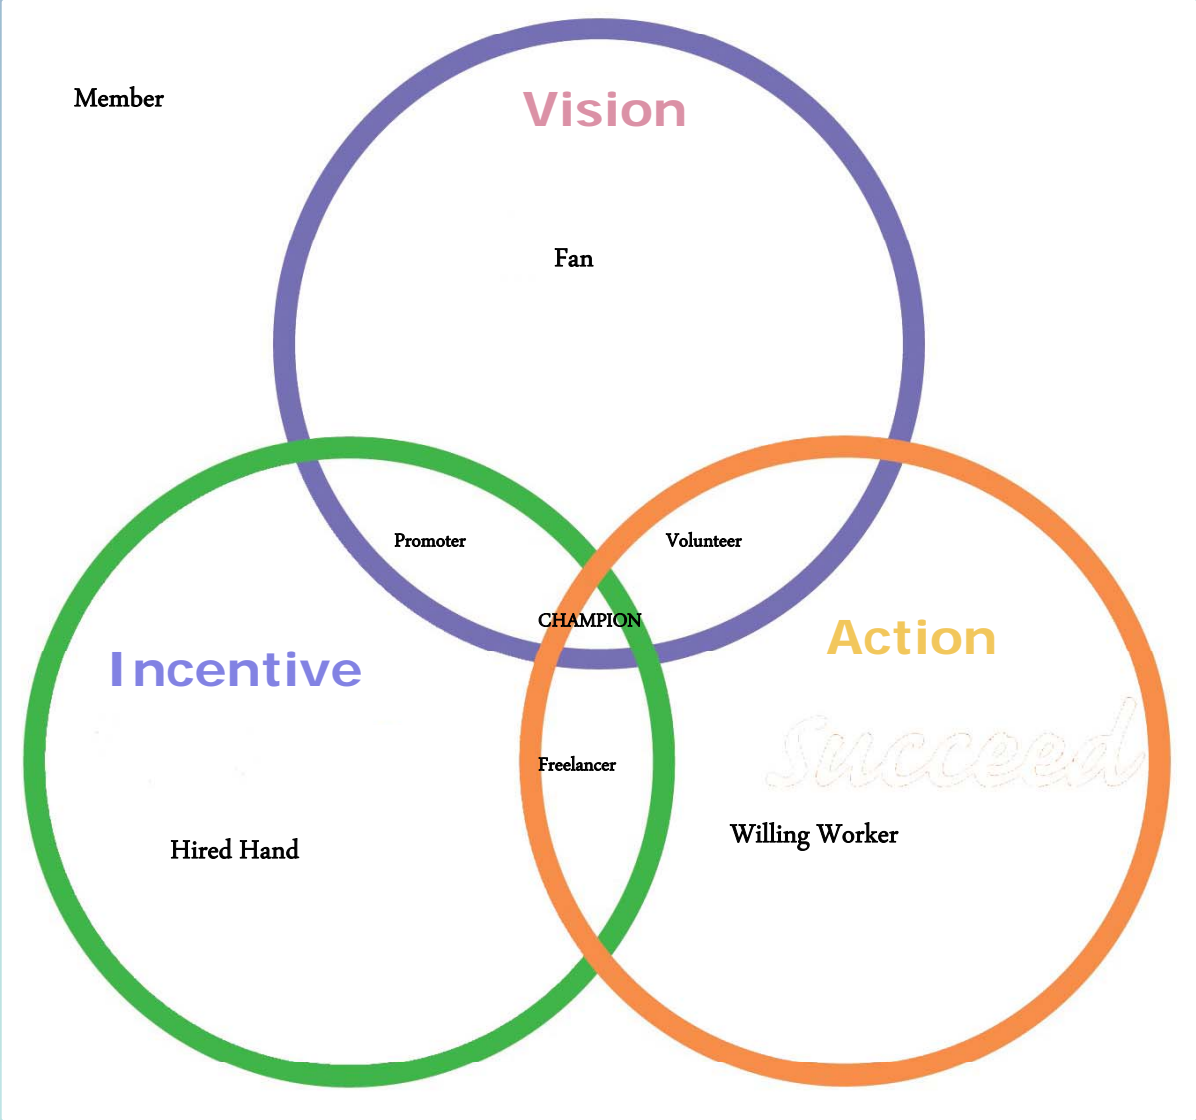 Member
Vision
Fan
Promoter
Volunteer
CHAMPION
Action
Incentive
Succeed
Freelancer
Willing Worker
Hired Hand